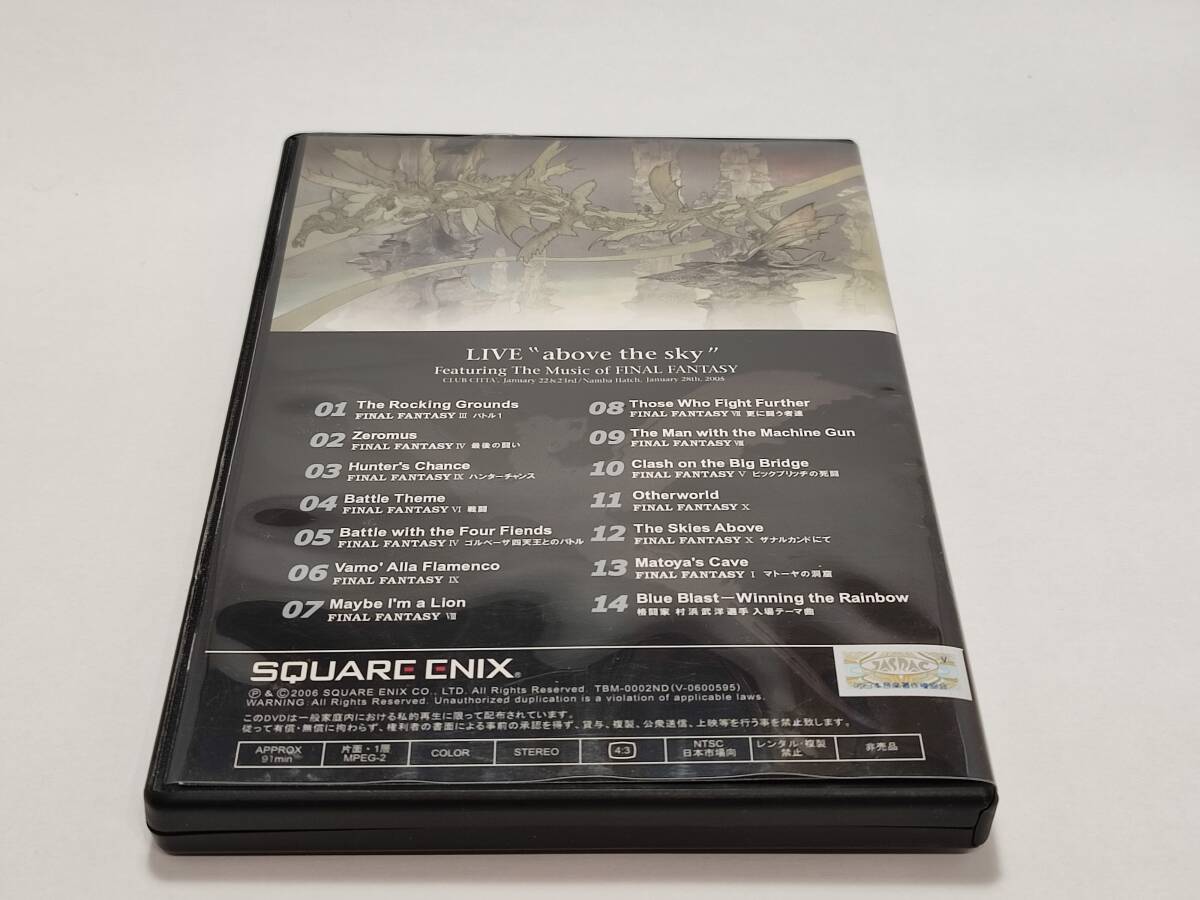 LIVE "above the sky"
Featuring The Music of FINAL FANTASY
CLUB CITTA', January 22&23rd/Namba Hatch, January 28th, 2005
01 The Rocking Grounds
FINAL FANTASY III バトル1
02 Zeromus
FINAL FANTASY IV 最後の闘い
03 Hunter's Chance
FINAL FANTASY IX ハンターチャンス
04 Battle Theme
FINAL FANTASY VI 戦闘
05 Battle with the Four Fiends
FINAL FANTASY IV ゴルベーザ四天王とのバトル
06 Vamo' Alla Flamenco
FINAL FANTASY IX
07 Maybe I'm a Lion
FINAL FANTASY VIII
08 Those Who Fight Further
FINAL FANTASY VII 更に闘う者達
09 The Man with the Machine Gun
FINAL FANTASY VIII
10 Clash on the Big Bridge
FINAL FANTASY V ビックブリッヂの死闘
11 Otherworld
FINAL FANTASY X
12 The Skies Above
FINAL FANTASY X ザナルカンドにて
13 Matoya's Cave
FINAL FANTASY I マトーヤの洞窟
14 Blue Blast—Winning the Rainbow
格闘家 村浜武洋選手 入場テーマ曲
SQUARE ENIX®
JASRAC
Ⓟ & ©2006 SQUARE ENIX CO., LTD. All Rights Reserved. TBM-0002ND(V-0600595)
WARNING: All Rights Reserved. Unauthorized duplication is a violation of applicable laws.
このDVDは一般家庭内における私的再生に限って配布されています。
従って有償・無償に拘わらず、権利者の書面による事前の承認を得ず、貸与、複製、公衆送信、上映等を行う事を禁止致します。
APPROX 91min 片面・1層 MPEG-2 COLOR STEREO 4:3 NTSC 日本市場向 レンタル・複製禁止 非売品